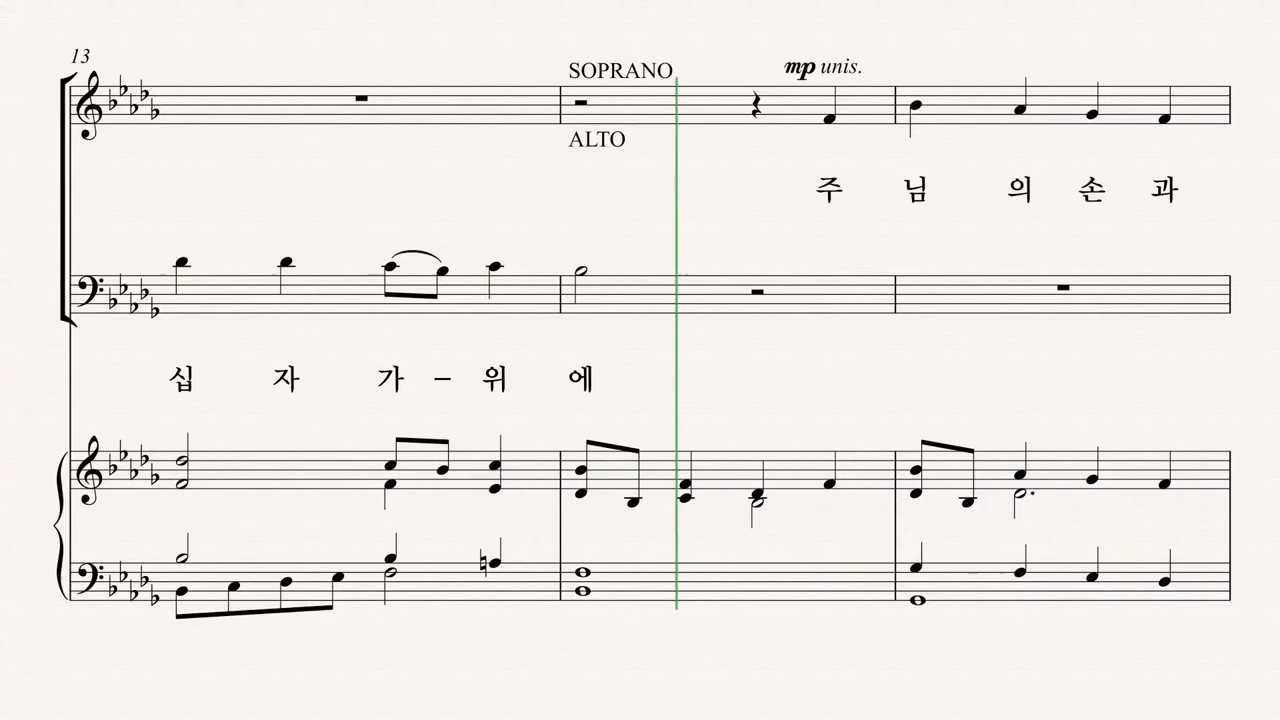 13
SOPRANO
mp unis.
ALTO
주 님 의 손 과
십 자 가 – 위 에